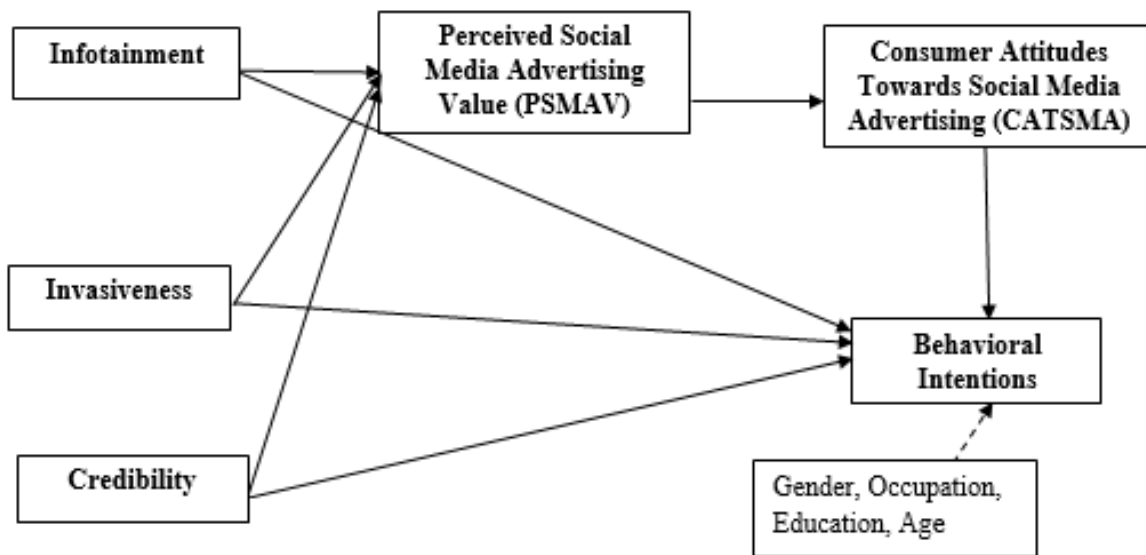 Infotainment
Perceived Social
Media Advertising
Value (PSMAV)
Consumer Attitudes
Towards Social Media
Advertising (CATSMA)
Invasiveness
Behavioral
Intentions
Credibility
Gender, Occupation,
Education, Age